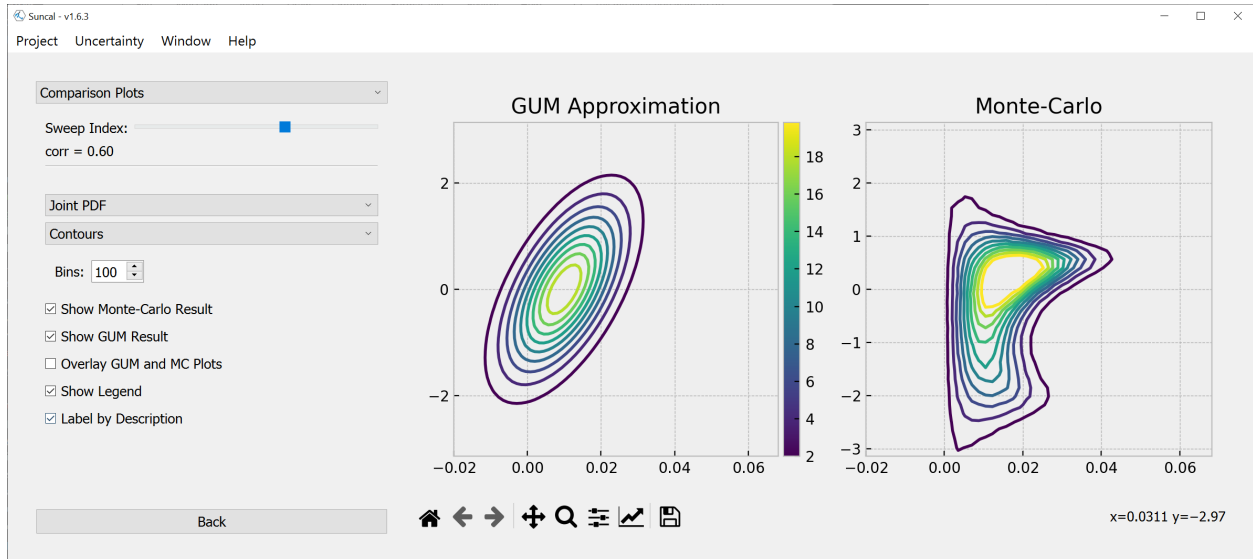 Suncal - v1.6.3
Project Uncertainty Window Help
Comparison Plots
Sweep Index:
corr = 0.60
Joint PDF
Contours
Bins: 100
Show Monte-Carlo Result
Show GUM Result
Overlay GUM and MC Plots
Show Legend
Label by Description
Back
GUM Approximation
2
0
−2
−0.02 0.00 0.02 0.04 0.06
18
16
14
12
10
8
6
4
2
Monte-Carlo
3
2
1
0
−1
−2
−3
−0.02 0.00 0.02 0.04 0.06
x=0.0311 y=−2.97